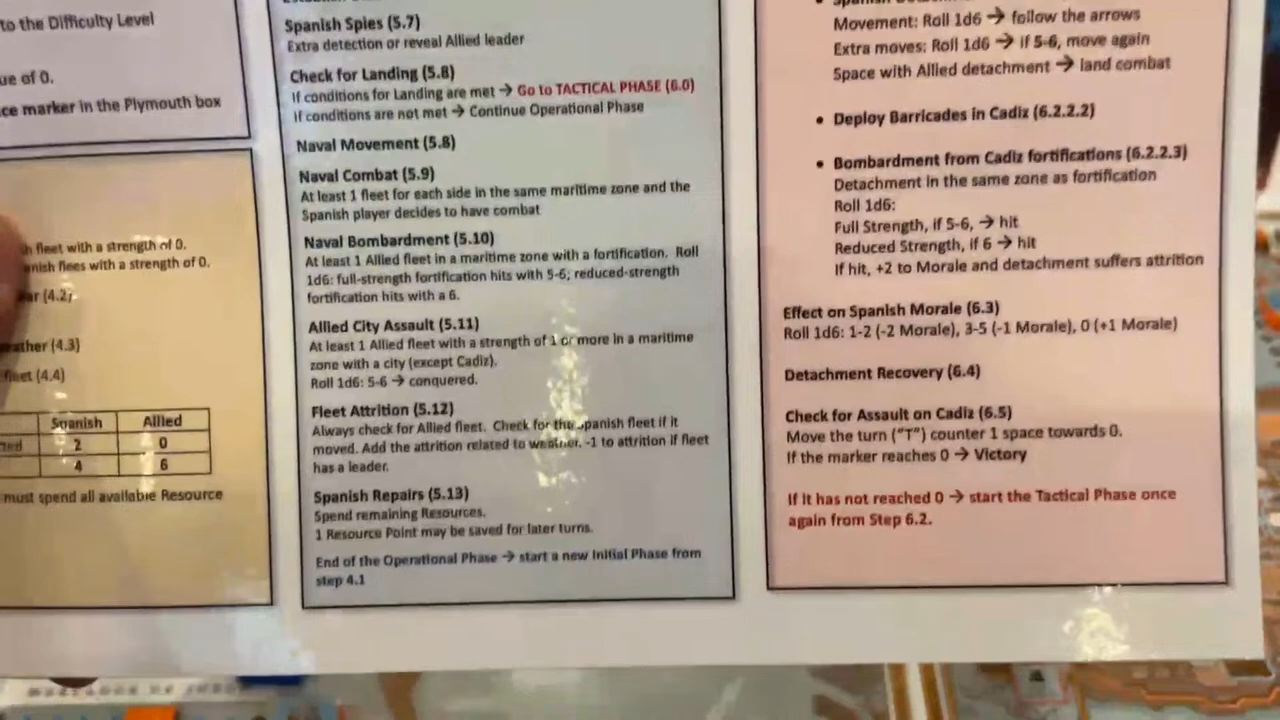 to the Difficulty Level
ue of 0.
ce marker in the Plymouth box
h fleet with a strength of 0.
anish flees with a strength of 0.
ar (4.2)
eather (4.3)
fleet (4.4)
Spanish Allied
ted 2 0
4 6
must spend all available Resource
Spanish Spies (5.7)
Extra detection or reveal Allied leader
Check for Landing (5.8)
If conditions for Landing are met → Go to TACTICAL PHASE (6.0)
If conditions are not met → Continue Operational Phase
Naval Movement (5.8)
Naval Combat (5.9)
At least 1 fleet for each side in the same maritime zone and the
Spanish player decides to have combat
Naval Bombardment (5.10)
At least 1 Allied fleet in a maritime zone with a fortification. Roll
1d6: full-strength fortification hits with 5-6; reduced-strength
fortification hits with a 6.
Allied City Assault (5.11)
At least 1 Allied fleet with a strength of 1 or more in a maritime
zone with a city (except Cadiz).
Roll 1d6: 5-6 → conquered.
Fleet Attrition (5.12)
Always check for Allied fleet. Check for the Spanish fleet if it
moved. Add the attrition related to weather. -1 to attrition if fleet
has a leader.
Spanish Repairs (5.13)
Spend remaining Resources.
1 Resource Point may be saved for later turns.
End of the Operational Phase → start a new Initial Phase from
step 4.1
Movement: Roll 1d6 → follow the arrows
Extra moves: Roll 1d6 → if 5-6, move again
Space with Allied detachment → land combat
• Deploy Barricades in Cadiz (6.2.2.2)
• Bombardment from Cadiz fortifications (6.2.2.3)
Detachment in the same zone as fortification
Roll 1d6:
Full Strength, if 5-6, → hit
Reduced Strength, if 6 → hit
If hit, +2 to Morale and detachment suffers attrition
Effect on Spanish Morale (6.3)
Roll 1d6: 1-2 (-2 Morale), 3-5 (-1 Morale), 0 (+1 Morale)
Detachment Recovery (6.4)
Check for Assault on Cadiz (6.5)
Move the turn ("T") counter 1 space towards 0.
If the marker reaches 0 → Victory
If it has not reached 0 → start the Tactical Phase once
again from Step 6.2.